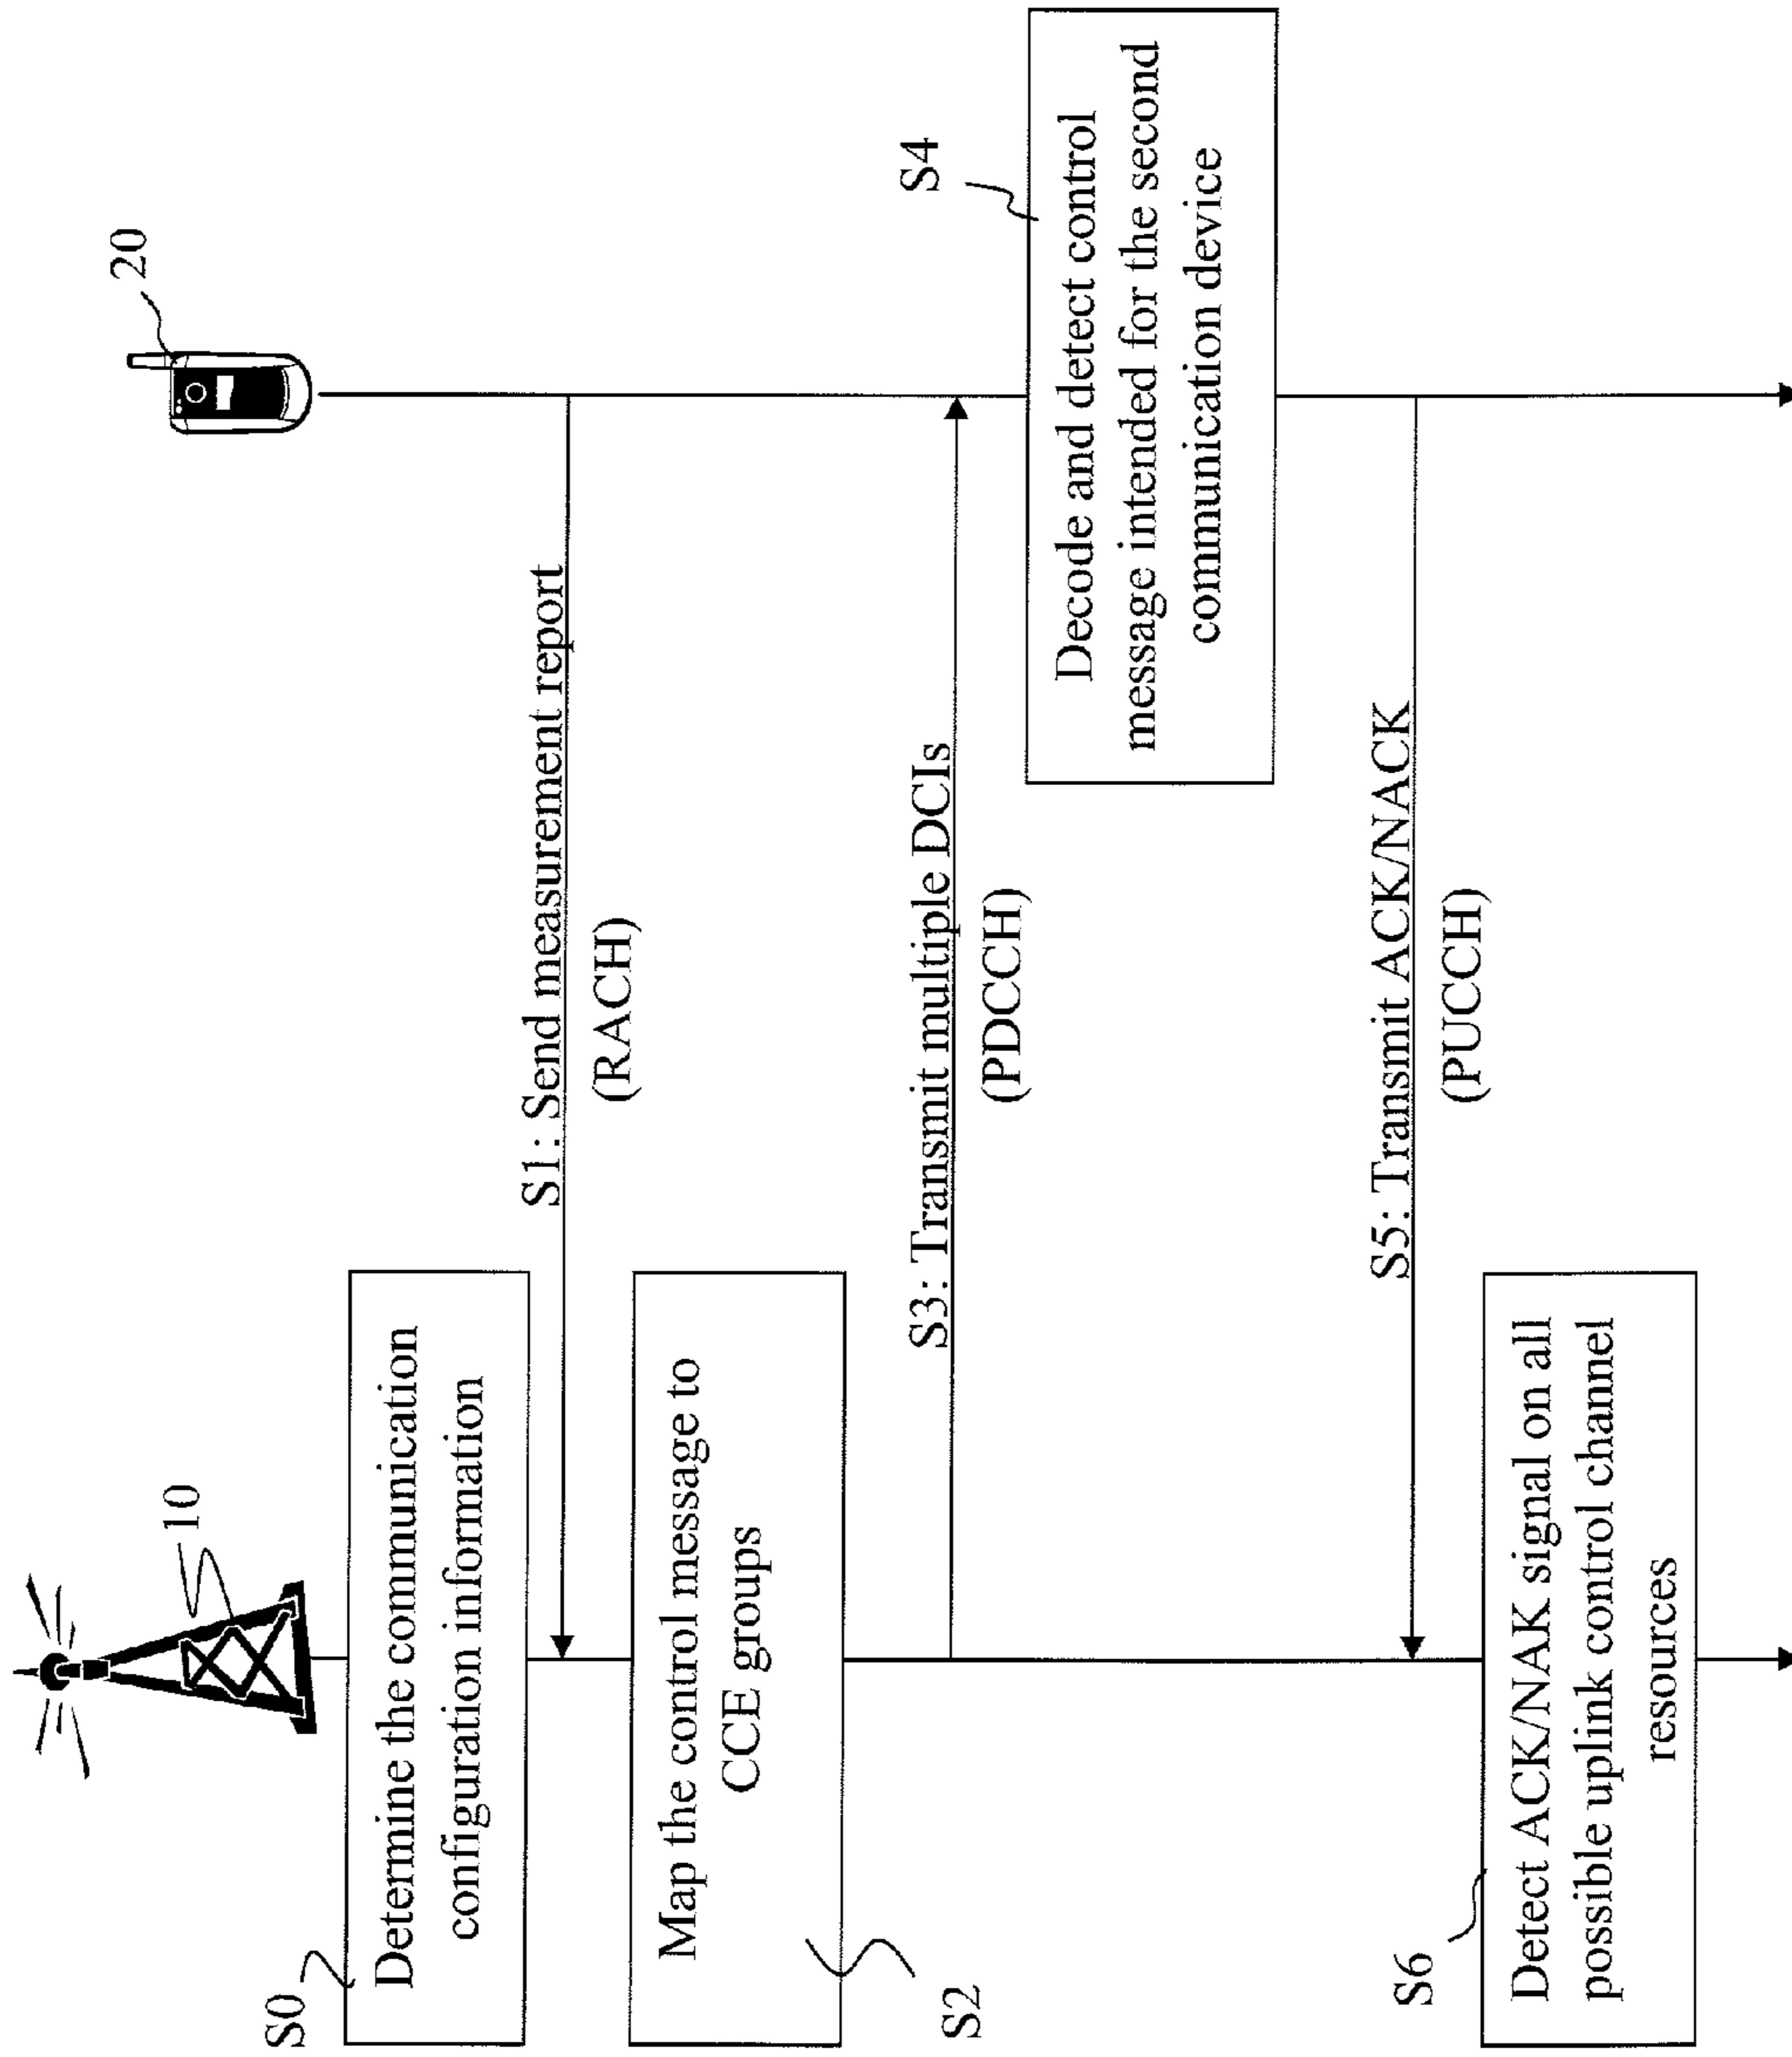 10
20
S0
Determine the communication
configuration information
S1: Send measurement report
(RACH)
Map the control message to
CCE groups
S2
S3: Transmit multiple DCIs
(PDCCH)
S4
Decode and detect control
message intended for the second
communication device
S5: Transmit ACK/NACK
(PUCCH)
S6
Detect ACK/NAK signal on all
possible uplink control channel
resources